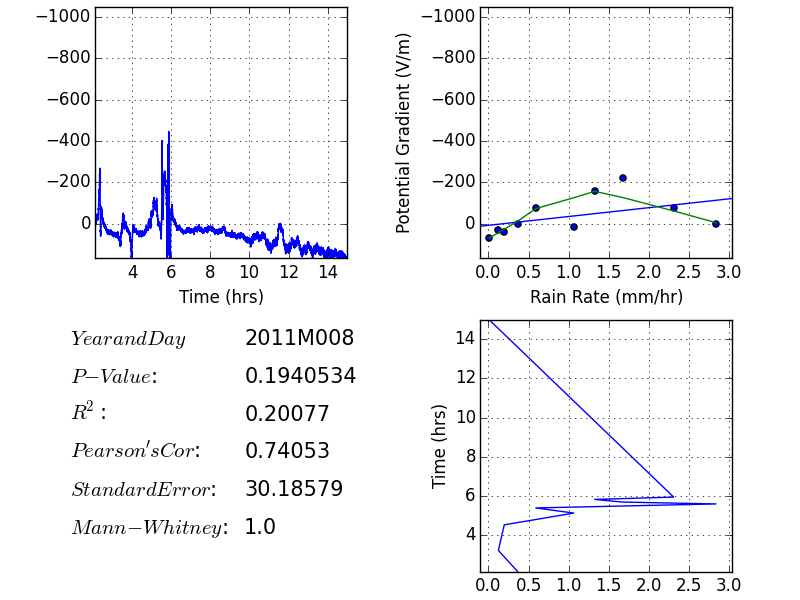 −1000
−800
−600
−400
−200
0
4 6 8 10 12 14
Time (hrs)
Potential Gradient (V/m)
−1000
−800
−600
−400
−200
0
0.0 0.5 1.0 1.5 2.0 2.5 3.0
Rain Rate (mm/hr)
YearandDay 2011M008
P−Value: 0.1940534
R²: 0.20077
Pearson'sCor: 0.74053
StandardError: 30.18579
Mann−Whitney: 1.0
Time (hrs)
14
12
10
8
6
4
0.0 0.5 1.0 1.5 2.0 2.5 3.0